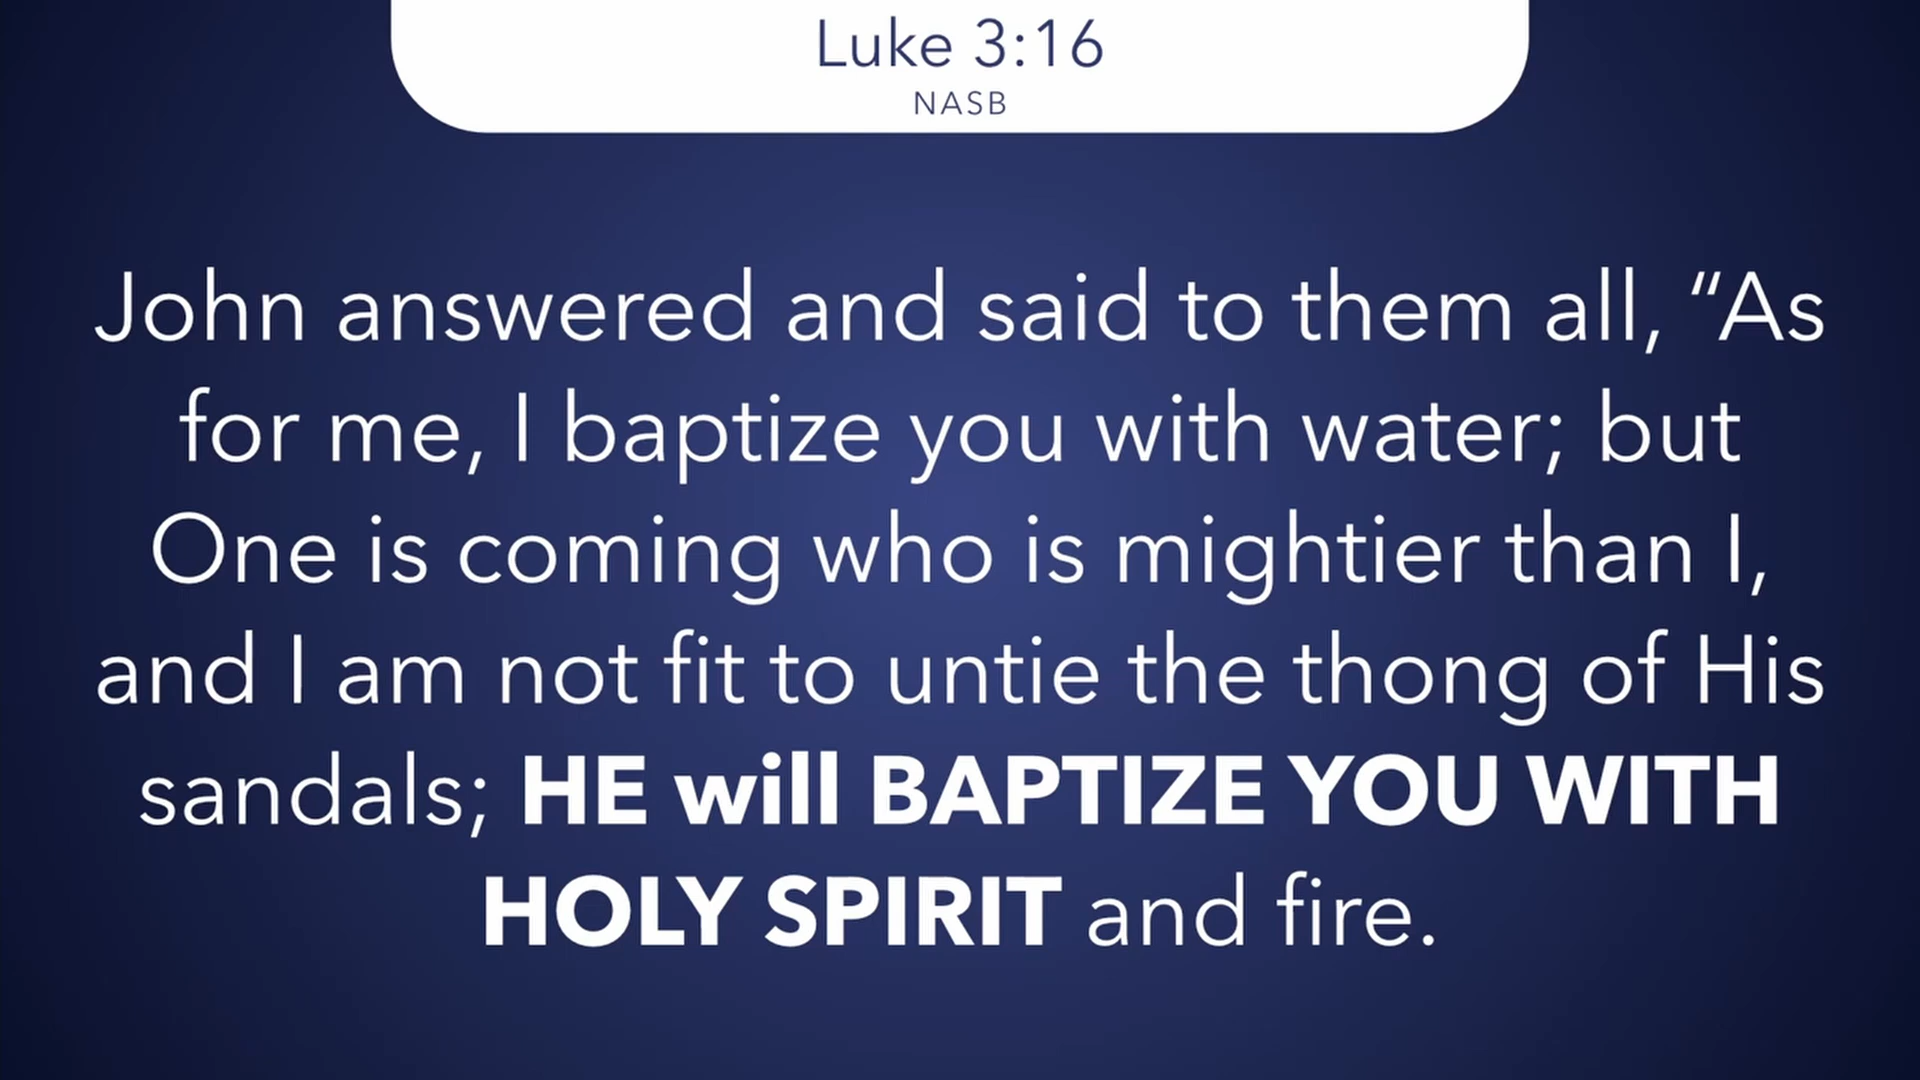 Luke 3:16
NASB
John answered and said to them all, “As
for me, I baptize you with water; but
One is coming who is mightier than I,
and I am not fit to untie the thong of His
sandals; HE will BAPTIZE YOU WITH
HOLY SPIRIT and fire.